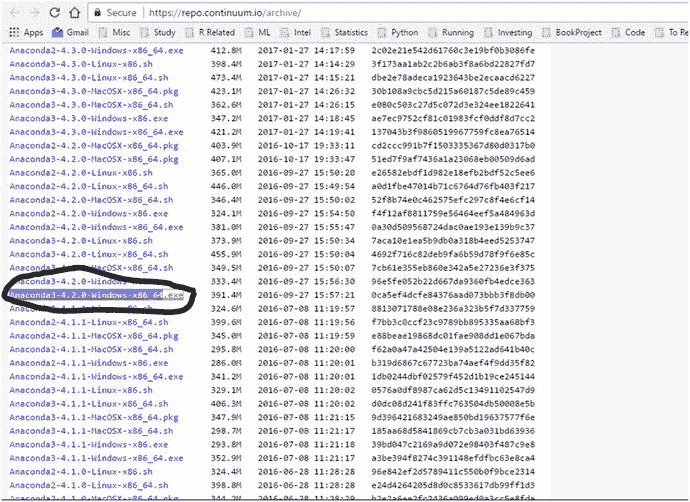 Secure https://repo.continuum.io/archive/
Apps Gmail Misc Study R Related ML Intel Statistics Python Running Investing BookProject Coding To Re
Anaconda2-4.3.0-Windows-x86_64.exe 412.8M 2017-01-27 14:17:59 2c02e21e542d61760c3e19bf0b3086fe
Anaconda3-4.3.0-Linux-x86.sh 398.4M 2017-01-27 14:14:29 3f173aa1ab2c2b6ab3f8a6bd22827fd7
Anaconda3-4.3.0-Linux-x86_64.sh 473.4M 2017-01-27 14:15:21 dbe2e78adeca1923643be2ecaacd6227
Anaconda3-4.3.0-MacOSX-x86_64.pkg 423.1M 2017-01-27 14:26:32 30b108a9cbc5d215a60187c5de89c459
Anaconda3-4.3.0-MacOSX-x86_64.sh 362.6M 2017-01-27 14:26:15 e080c503c27d5c072d3e324ee1822641
Anaconda3-4.3.0-Windows-x86.exe 347.2M 2017-01-27 14:18:45 ae7ec9752cf81c01983fcf0ddf8d7cc2
Anaconda3-4.3.0-Windows-x86_64.exe 421.2M 2017-01-27 14:19:41 137043b3f9860519967759fc8ea76514
Anaconda2-4.2.0-MacOSX-x86_64.pkg 403.9M 2016-10-17 19:33:11 cd2ccc991b7f1503335367d80d0317b0
Anaconda3-4.2.0-MacOSX-x86_64.pkg 407.1M 2016-10-17 19:33:47 51ed7f9af7436a1a23068eb00509d6ad
Anaconda2-4.2.0-Linux-x86.sh 365.0M 2016-09-27 15:50:20 e26582ebdf1d982e18efb2bdf52c5ee6
Anaconda2-4.2.0-Linux-x86_64.sh 446.0M 2016-09-27 15:49:54 a0d1fbe47014b71c6764d76fb403f217
Anaconda2-4.2.0-MacOSX-x86_64.sh 346.4M 2016-09-27 15:50:02 52f8b74e0c462575efc297c8f4e6cf14
Anaconda2-4.2.0-Windows-x86.exe 324.1M 2016-09-27 15:54:50 f4f12af8811759e56464eef5a484963d
Anaconda2-4.2.0-Windows-x86_64.exe 381.0M 2016-09-27 15:55:47 0a30d509568724dac0ae193e139b9c37
Anaconda3-4.2.0-Linux-x86.sh 373.9M 2016-09-27 15:50:34 7aca10e1ea5b9db0a318b4eed5253747
Anaconda3-4.2.0-Linux-x86_64.sh 455.9M 2016-09-27 15:50:04 4692f716c82deb9fa6b59d78f9f6e85c
Anaconda3-4.2.0-MacOSX-x86_64.sh 349.5M 2016-09-27 15:50:07 7cb61e355eb860e342a5e27236e3f375
Anaconda3-4.2.0-Windows-x86.exe 333.4M 2016-09-27 15:56:30 96e5fe052b22d667da9360fb4edce363
Anaconda3-4.2.0-Windows-x86_64.exe 391.4M 2016-09-27 15:57:21 0ca5ef4dcfe84376aad073bbb3f8db00
2016-07-08 11:19:57 8813071788e08e236a323b5f7d337759
Anaconda2-4.1.1-Linux-x86_64.sh 399.6M 2016-07-08 11:19:56 f7bb3c0ccf23c9789bb895335aa68bf3
Anaconda2-4.1.1-MacOSX-x86_64.pkg 345.0M 2016-07-08 11:19:59 e88beae19868dc01fae908dd1e067bda
Anaconda2-4.1.1-MacOSX-x86_64.sh 295.8M 2016-07-08 11:20:00 f62a0a47a42504e139a5122ad641b40c
Anaconda2-4.1.1-Windows-x86.exe 286.0M 2016-07-08 11:20:01 b319d6867c67723ba74aef4f9dd35f82
Anaconda2-4.1.1-Windows-x86_64.exe 341.2M 2016-07-08 11:20:01 1db0244dbf02579f452d1b19ce245144
Anaconda3-4.1.1-Linux-x86.sh 329.1M 2016-07-08 11:20:02 0576a0df8987ca62d5c13491102547d9
Anaconda3-4.1.1-Linux-x86_64.sh 406.3M 2016-07-08 11:20:02 d0dc08d241f83ffc763504db50008e5b
Anaconda3-4.1.1-MacOSX-x86_64.pkg 347.9M 2016-07-08 11:21:15 9d396421683249ae850bd19637577f6e
Anaconda3-4.1.1-MacOSX-x86_64.sh 298.7M 2016-07-08 11:21:17 185aa68d5841869cb7cb3a031bd63936
Anaconda3-4.1.1-Windows-x86.exe 293.8M 2016-07-08 11:21:18 39bd047c2169a9d072e98403f487c9e8
Anaconda3-4.1.1-Windows-x86_64.exe 352.9M 2016-07-08 11:21:17 a3be394f8274c391148efdfbc63e8ca4
Anaconda2-4.1.0-Linux-x86.sh 324.4M 2016-06-28 11:28:28 96e842ef2d5789411c550b0f9bce2314
Anaconda2-4.1.0-Linux-x86_64.sh 398.8M 2016-06-28 11:28:28 e24d4264205d8d0c8533617db99ff1d3
2016-06-28 11:28:29